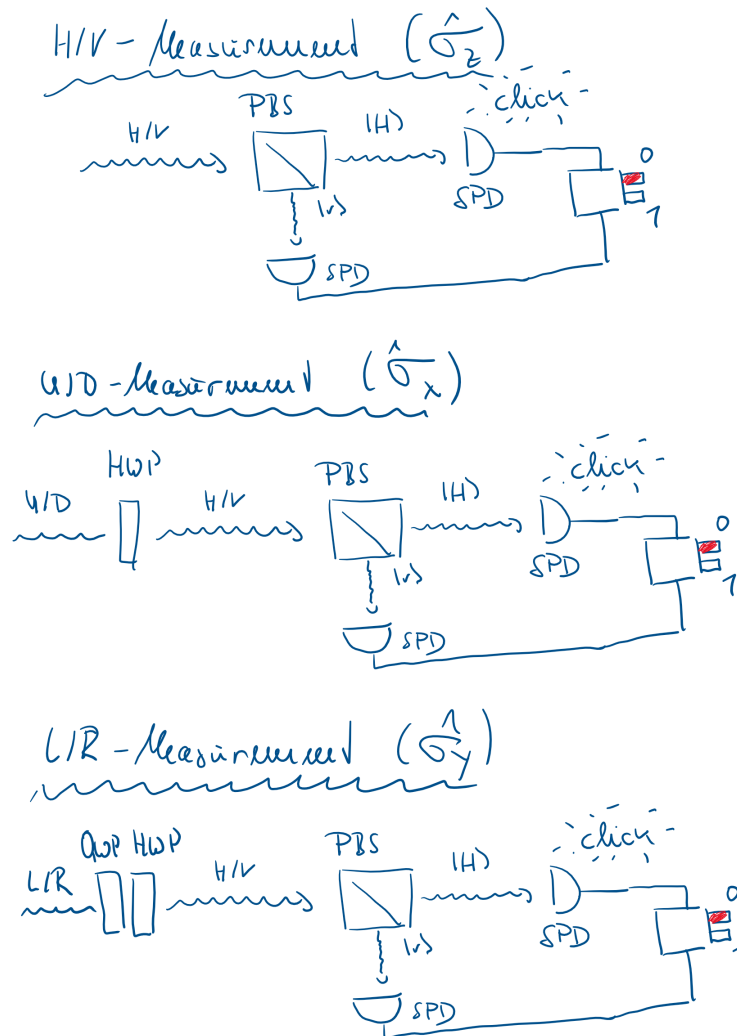 H/V - Measurement (σ̂z)
click
PBS
H/V |H⟩
0
SPD
1
|V⟩
SPD
U/D - Measurement (σ̂x)
click
HWP PBS
U/D H/V |H⟩
0
SPD
|V⟩ 1
SPD
L/R - Measurement (σ̂y)
click
QWP HWP PBS
L/R H/V |H⟩
0
SPD
|V⟩
SPD